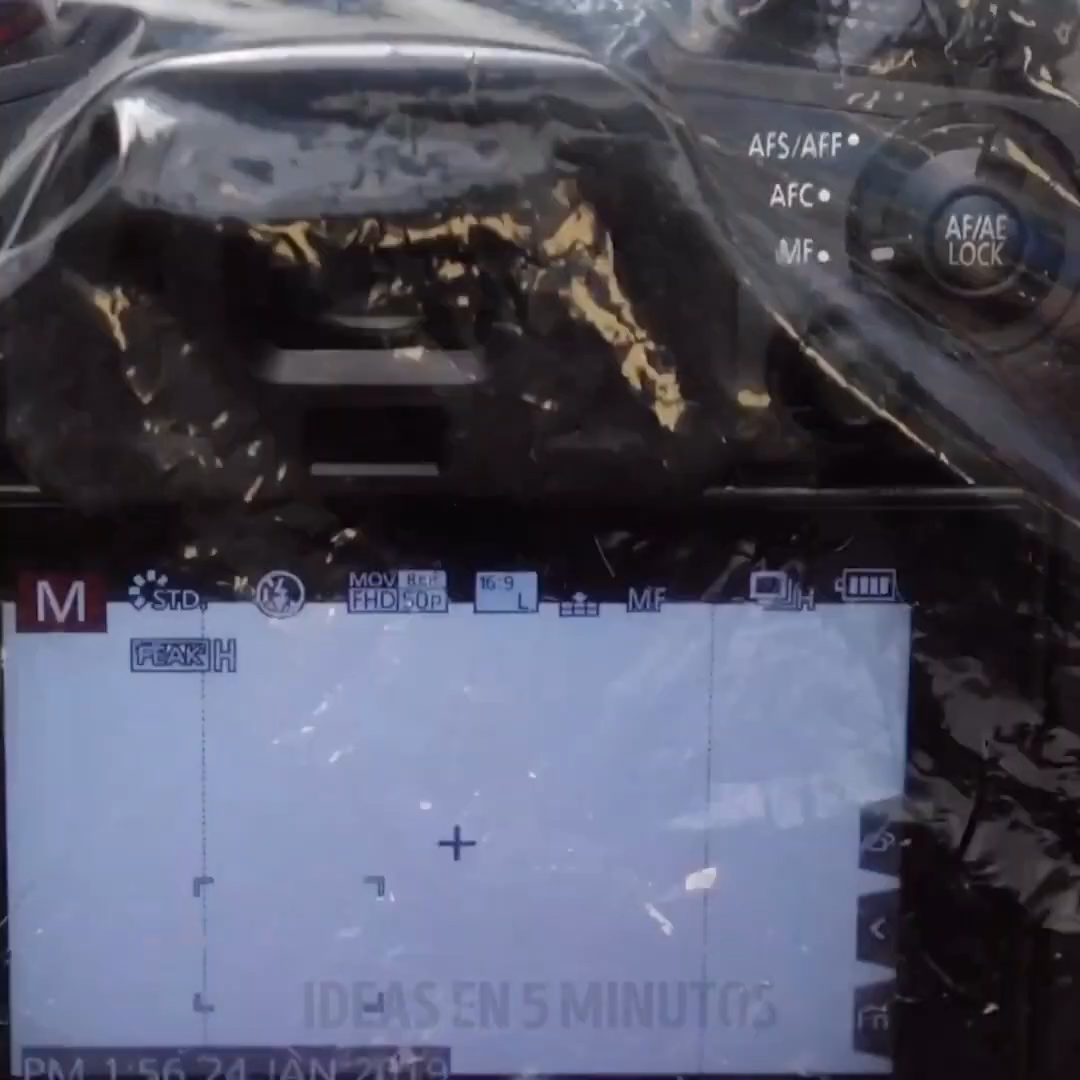 AFS/AFF
AFC
MF
AF/AE
LOCK
M
STD.
MOV
FHD 50p
16:9
L
MF
H
PEAK H
IDEAS EN 5 MINUTOS
Fn
PM 1:56 24 JAN 2019